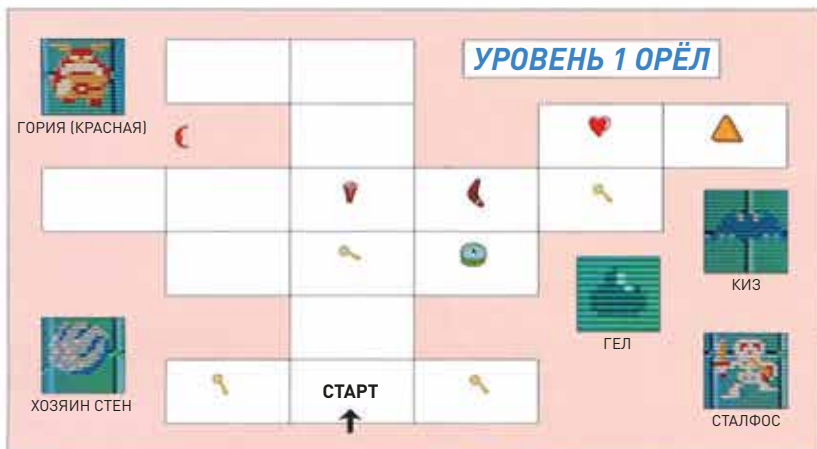 УРОВЕНЬ 1 ОРЁЛ
ГОРИЯ (КРАСНАЯ)
КИЗ
ГЕЛ
ХОЗЯИН СТЕН
СТАРТ
СТАЛФОС